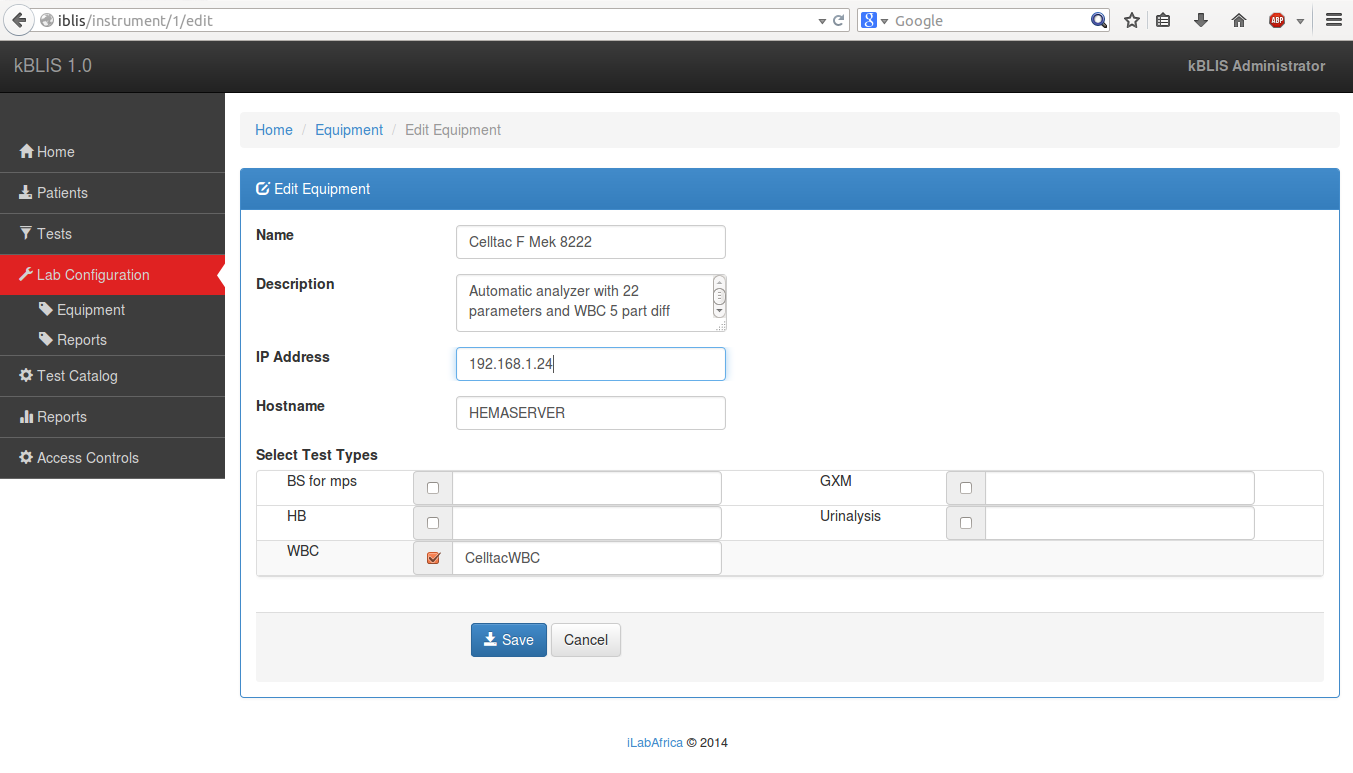 iblis/instrument/1/edit
Google
ABP
kBLIS 1.0
kBLIS Administrator
Home
Patients
Tests
Lab Configuration
Equipment
Reports
Test Catalog
Reports
Access Controls
Home / Equipment / Edit Equipment
Edit Equipment
Name
Celltac F Mek 8222
Description
Automatic analyzer with 22
parameters and WBC 5 part diff
IP Address
192.168.1.24
Hostname
HEMASERVER
Select Test Types
BS for mps
GXM
HB
Urinalysis
WBC
CelltacWBC
Save
Cancel
iLabAfrica © 2014